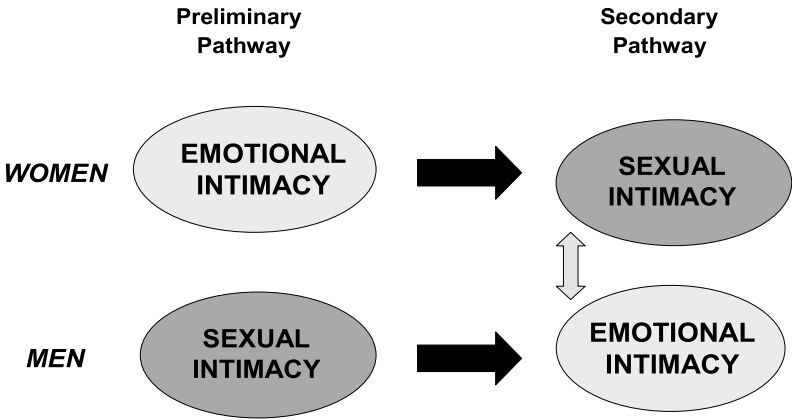 Preliminary
Pathway
Secondary
Pathway
WOMEN
EMOTIONAL
INTIMACY
SEXUAL
INTIMACY
MEN
SEXUAL
INTIMACY
EMOTIONAL
INTIMACY